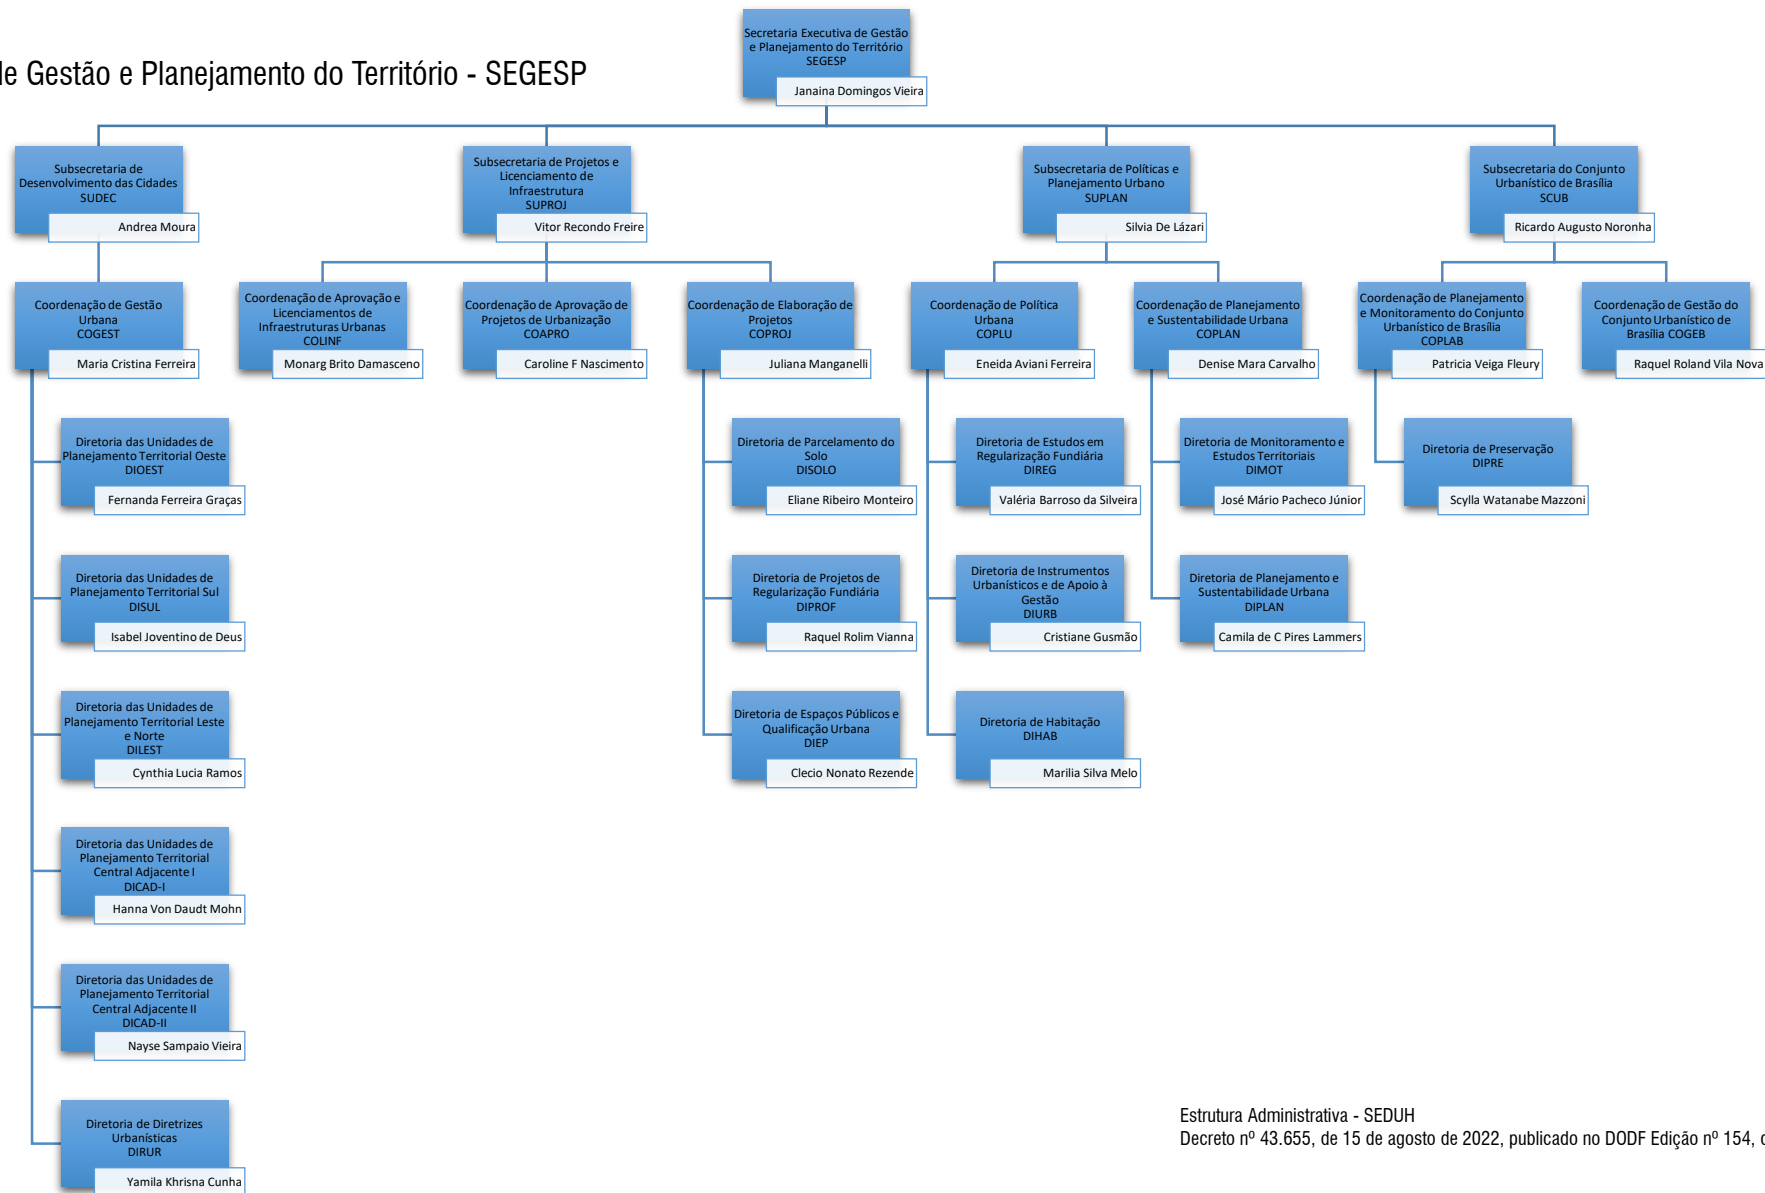 de Gestão e Planejamento do Território - SEGESP
Secretaria Executiva de Gestão
e Planejamento do Território
SEGESP
Janaina Domingos Vieira
Subsecretaria de
Desenvolvimento das Cidades
SUDEC
Andrea Moura
Subsecretaria de Projetos e
Licenciamento de
Infraestrutura
SUPROJ
Vitor Recondo Freire
Subsecretaria de Políticas e
Planejamento Urbano
SUPLAN
Silvia De Lázari
Subsecretaria do Conjunto
Urbanístico de Brasília
SCUB
Ricardo Augusto Noronha
Coordenação de Gestão
Urbana
COGEST
Maria Cristina Ferreira
Coordenação de Aprovação e
Licenciamentos de
Infraestruturas Urbanas
COLINF
Monarg Brito Damasceno
Coordenação de Aprovação de
Projetos de Urbanização
COAPRO
Caroline F Nascimento
Coordenação de Elaboração de
Projetos
COPROJ
Juliana Manganelli
Coordenação de Política
Urbana
COPLU
Eneida Aviani Ferreira
Coordenação de Planejamento
e Sustentabilidade Urbana
COPLAN
Denise Mara Carvalho
Coordenação de Planejamento
e Monitoramento do Conjunto
Urbanístico de Brasília
COPLAB
Patricia Veiga Fleury
Coordenação de Gestão do
Conjunto Urbanístico de
Brasília COGEB
Raquel Roland Vila Nova
Diretoria das Unidades de
Planejamento Territorial Oeste
DIOEST
Fernanda Ferreira Graças
Diretoria de Parcelamento do
Solo
DISOLO
Eliane Ribeiro Monteiro
Diretoria de Estudos em
Regularização Fundiária
DIREG
Valéria Barroso da Silveira
Diretoria de Monitoramento e
Estudos Territoriais
DIMOT
José Mário Pacheco Júnior
Diretoria de Preservação
DIPRE
Scylla Watanabe Mazzoni
Diretoria das Unidades de
Planejamento Territorial Sul
DISUL
Isabel Joventino de Deus
Diretoria de Projetos de
Regularização Fundiária
DIPROF
Raquel Rolim Vianna
Diretoria de Instrumentos
Urbanísticos e de Apoio à
Gestão
DIURB
Cristiane Gusmão
Diretoria de Planejamento e
Sustentabilidade Urbana
DIPLAN
Camila de C Pires Lammers
Diretoria das Unidades de
Planejamento Territorial Leste
e Norte
DILEST
Cynthia Lucia Ramos
Diretoria de Espaços Públicos e
Qualificação Urbana
DIEP
Clecio Nonato Rezende
Diretoria de Habitação
DIHAB
Marilia Silva Melo
Diretoria das Unidades de
Planejamento Territorial
Central Adjacente I
DICAD-I
Hanna Von Daudt Mohn
Diretoria das Unidades de
Planejamento Territorial
Central Adjacente II
DICAD-II
Nayse Sampaio Vieira
Diretoria de Diretrizes
Urbanísticas
DIRUR
Yamila Khrisna Cunha
Estrutura Administrativa - SEDUH
Decreto nº 43.655, de 15 de agosto de 2022, publicado no DODF Edição nº 154,